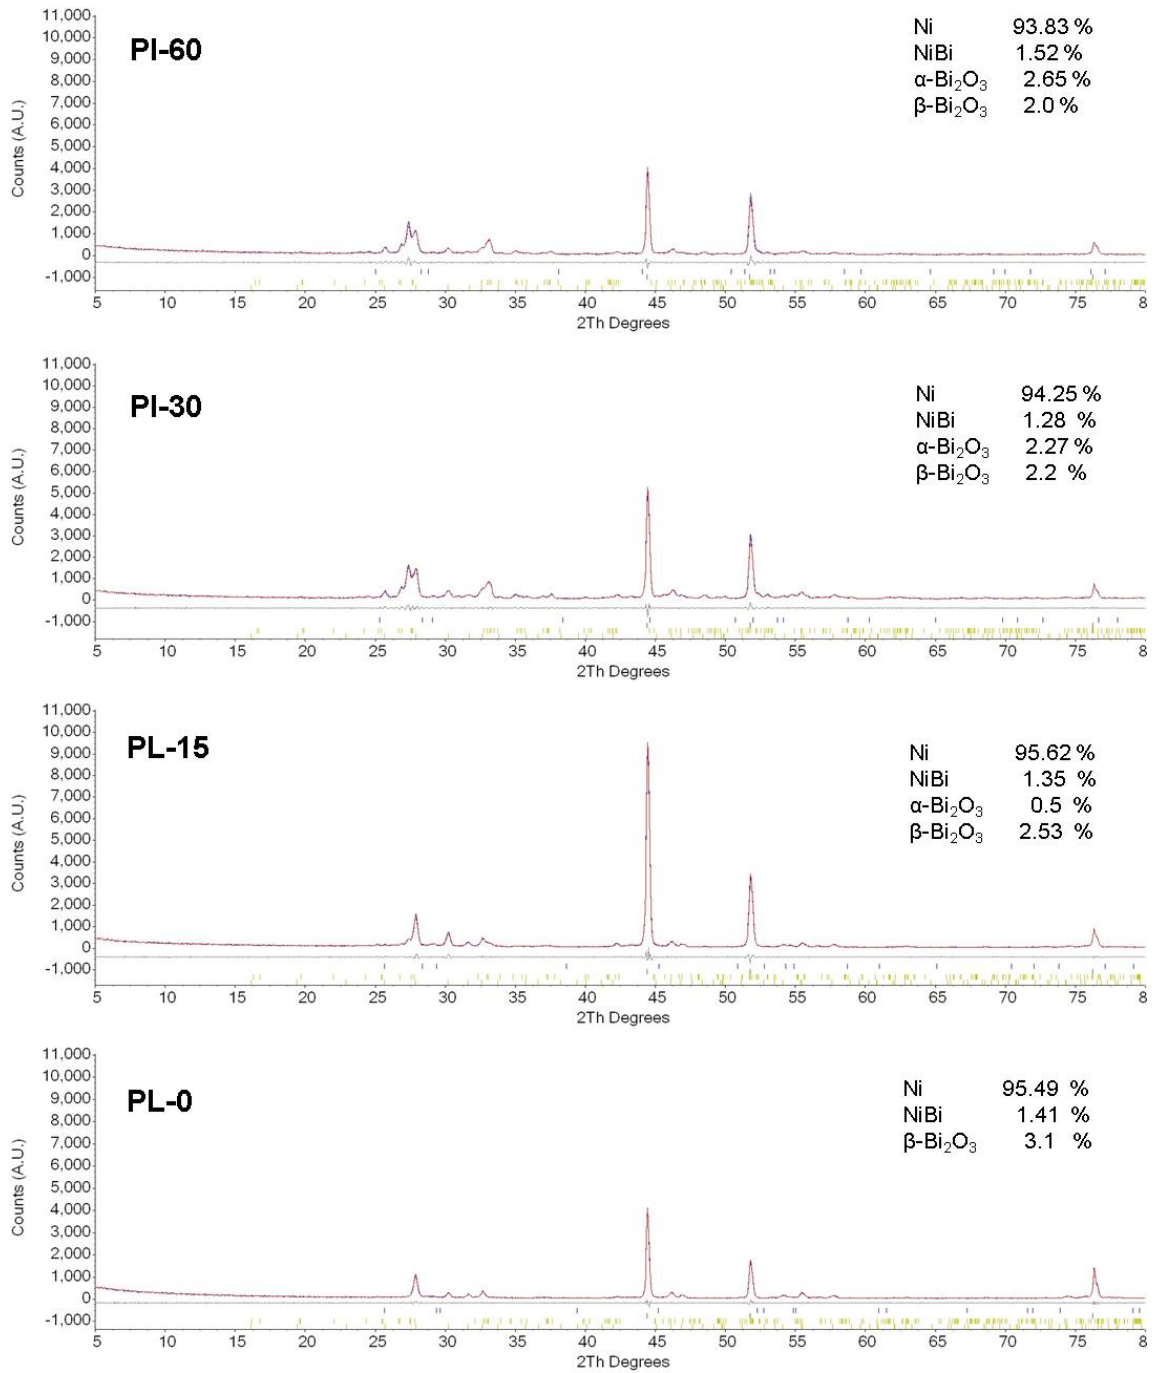 11,000
10,000
9,000
8,000
7,000
6,000
5,000
4,000
3,000
2,000
1,000
0
-1,000
Counts (A.U.)
PI-60
Ni 93.83 %
NiBi 1.52 %
α-Bi₂O₃ 2.65 %
β-Bi₂O₃ 2.0 %
5 10 15 20 25 30 35 40 45 50 55 60 65 70 75 8
2Th Degrees
11,000
10,000
9,000
8,000
7,000
6,000
5,000
4,000
3,000
2,000
1,000
0
-1,000
Counts (A.U.)
PI-30
Ni 94.25 %
NiBi 1.28 %
α-Bi₂O₃ 2.27 %
β-Bi₂O₃ 2.2 %
5 10 15 20 25 30 35 40 45 50 55 60 65 70 75 8
2Th Degrees
11,000
10,000
9,000
8,000
7,000
6,000
5,000
4,000
3,000
2,000
1,000
0
-1,000
Counts (A.U.)
PL-15
Ni 95.62 %
NiBi 1.35 %
α-Bi₂O₃ 0.5 %
β-Bi₂O₃ 2.53 %
5 10 15 20 25 30 35 40 45 50 55 60 65 70 75 8
2Th Degrees
11,000
10,000
9,000
8,000
7,000
6,000
5,000
4,000
3,000
2,000
1,000
0
-1,000
Counts (A.U.)
PL-0
Ni 95.49 %
NiBi 1.41 %
β-Bi₂O₃ 3.1 %
5 10 15 20 25 30 35 40 45 50 55 60 65 70 75 8
2Th Degrees